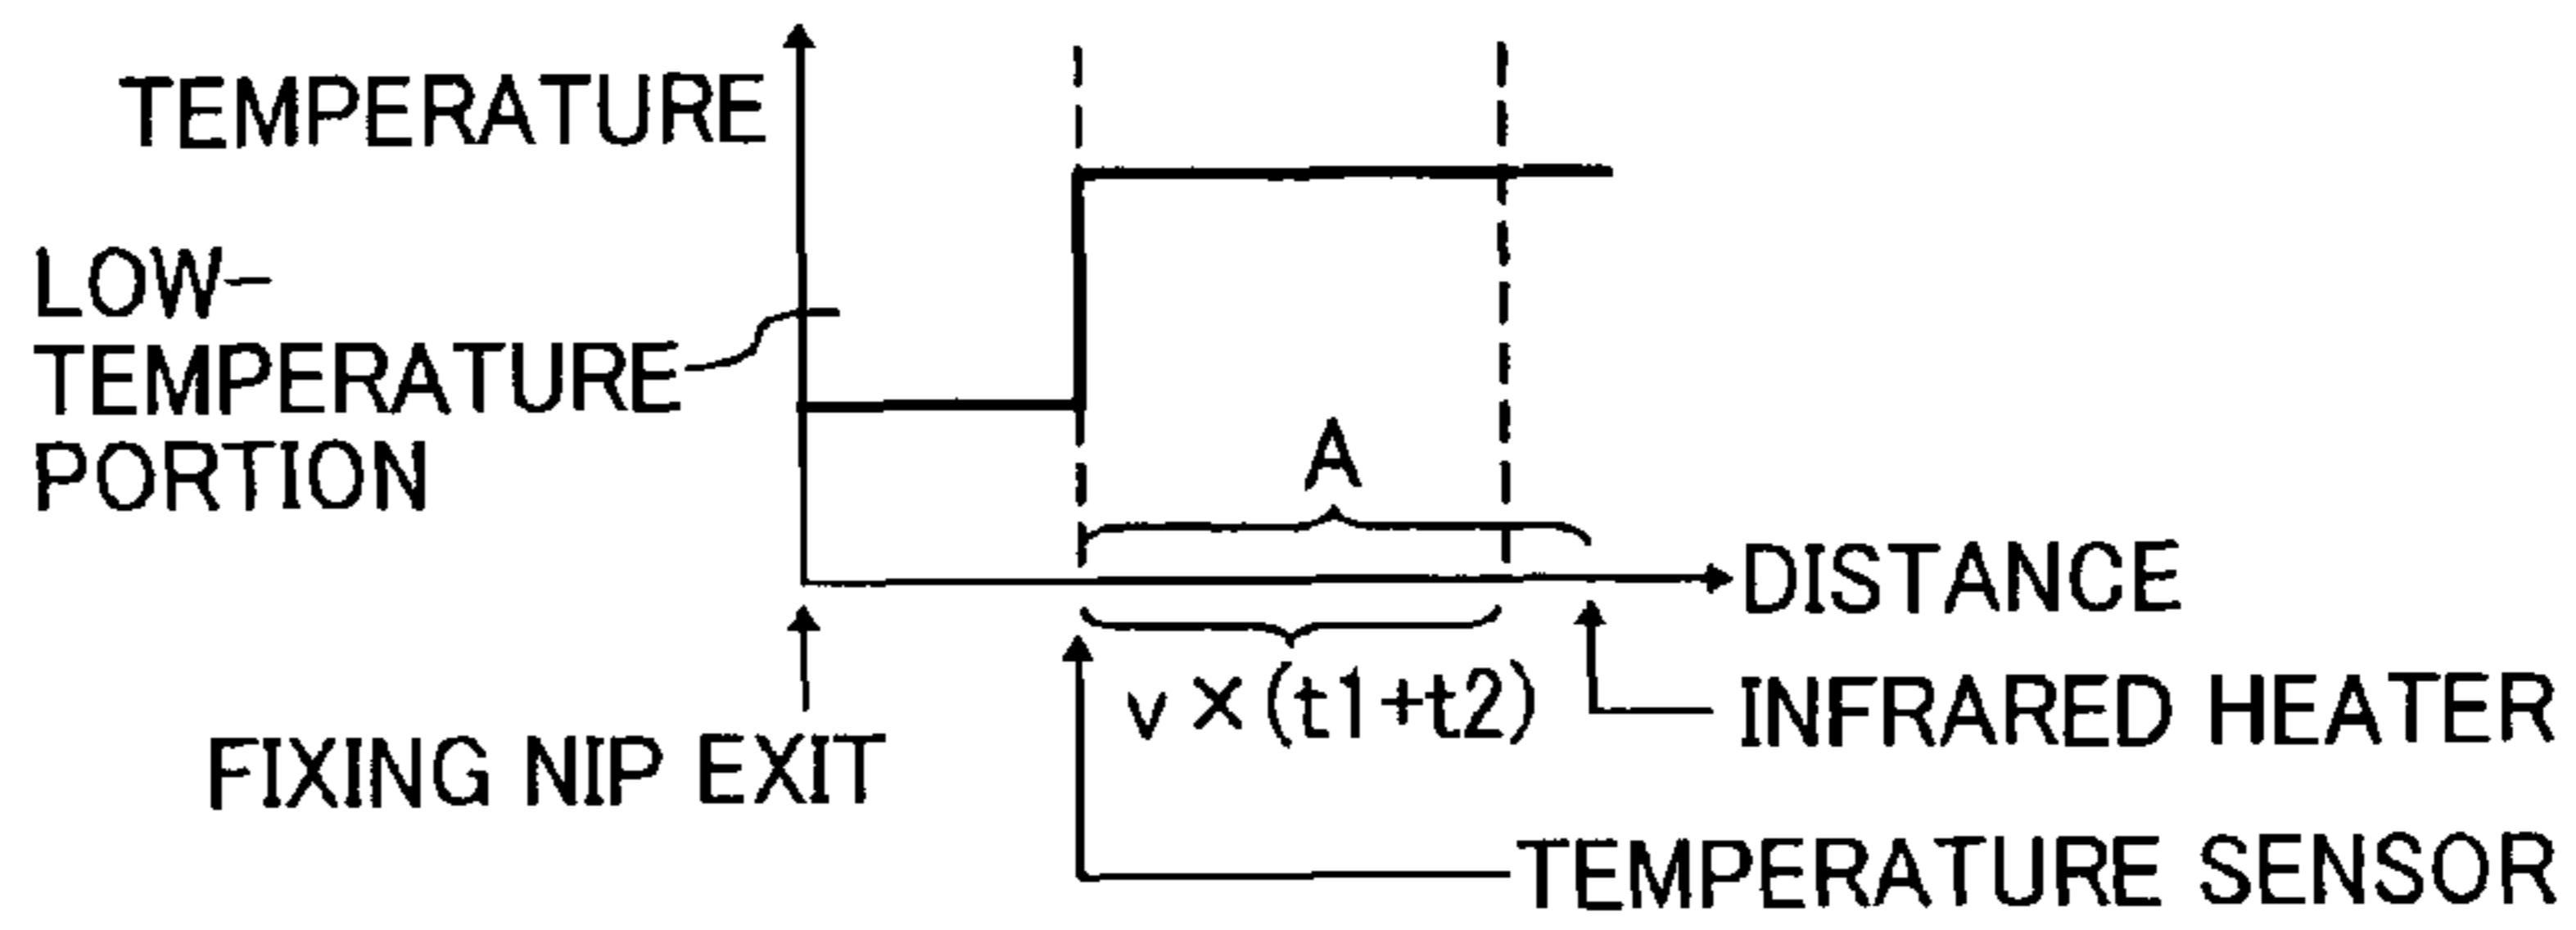 TEMPERATURE
LOW-
TEMPERATURE
PORTION
A
DISTANCE
v×(t1+t2)
INFRARED HEATER
FIXING NIP EXIT
TEMPERATURE SENSOR